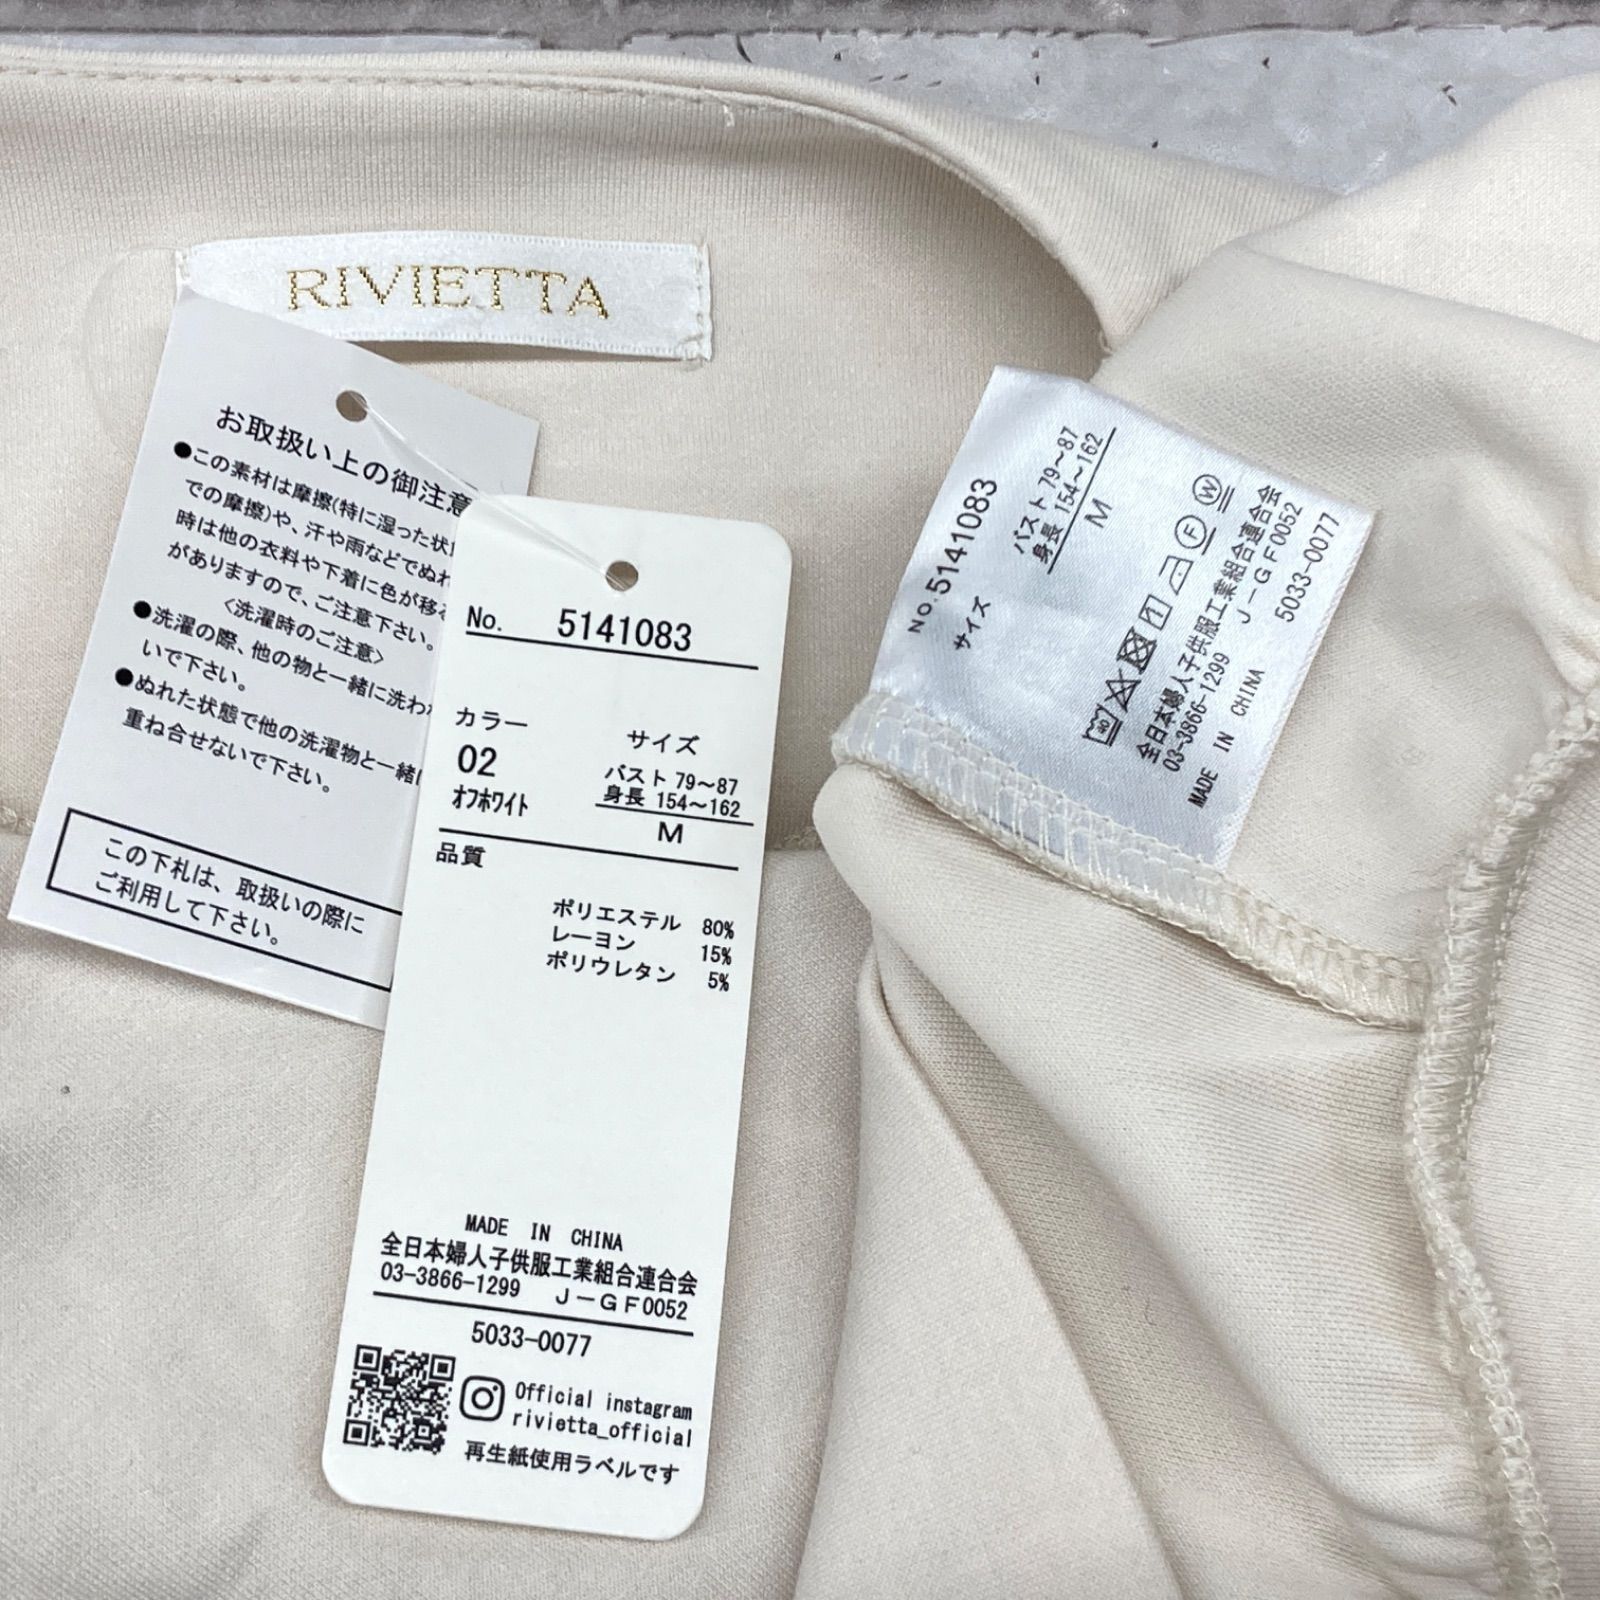 RIVIETTA
お取扱い上の御注意
●この素材は摩擦(特に湿った状
での摩擦)や、汗や雨などでぬれ
時は他の衣料や下着に色が移る
がありますので、ご注意下さい。
〈洗濯時のご注意〉
●洗濯の際、他の物と一緒に洗わ
いで下さい。
●ぬれた状態で他の洗濯物と一緒に
重ね合せないで下さい。
この下札は、取扱いの際に
ご利用して下さい。
No. 5141083
カラー
02
オフホワイト
サイズ
バスト 79～87
身長 154～162
M
品質
ポリエステル 80%
レーヨン 15%
ポリウレタン 5%
MADE IN CHINA
全日本婦人子供服工業組合連合会
03-3866-1299 J－GF0052
5033-0077
Official instagram
rivietta_official
再生紙使用ラベルです
No.5141083
サイズ
バスト 79～87
身長 154～162
M
40
1
F
W
全日本婦人子供服工業組合連合会
03-3866-1299 J－GF0052
MADE IN CHINA 5033-0077